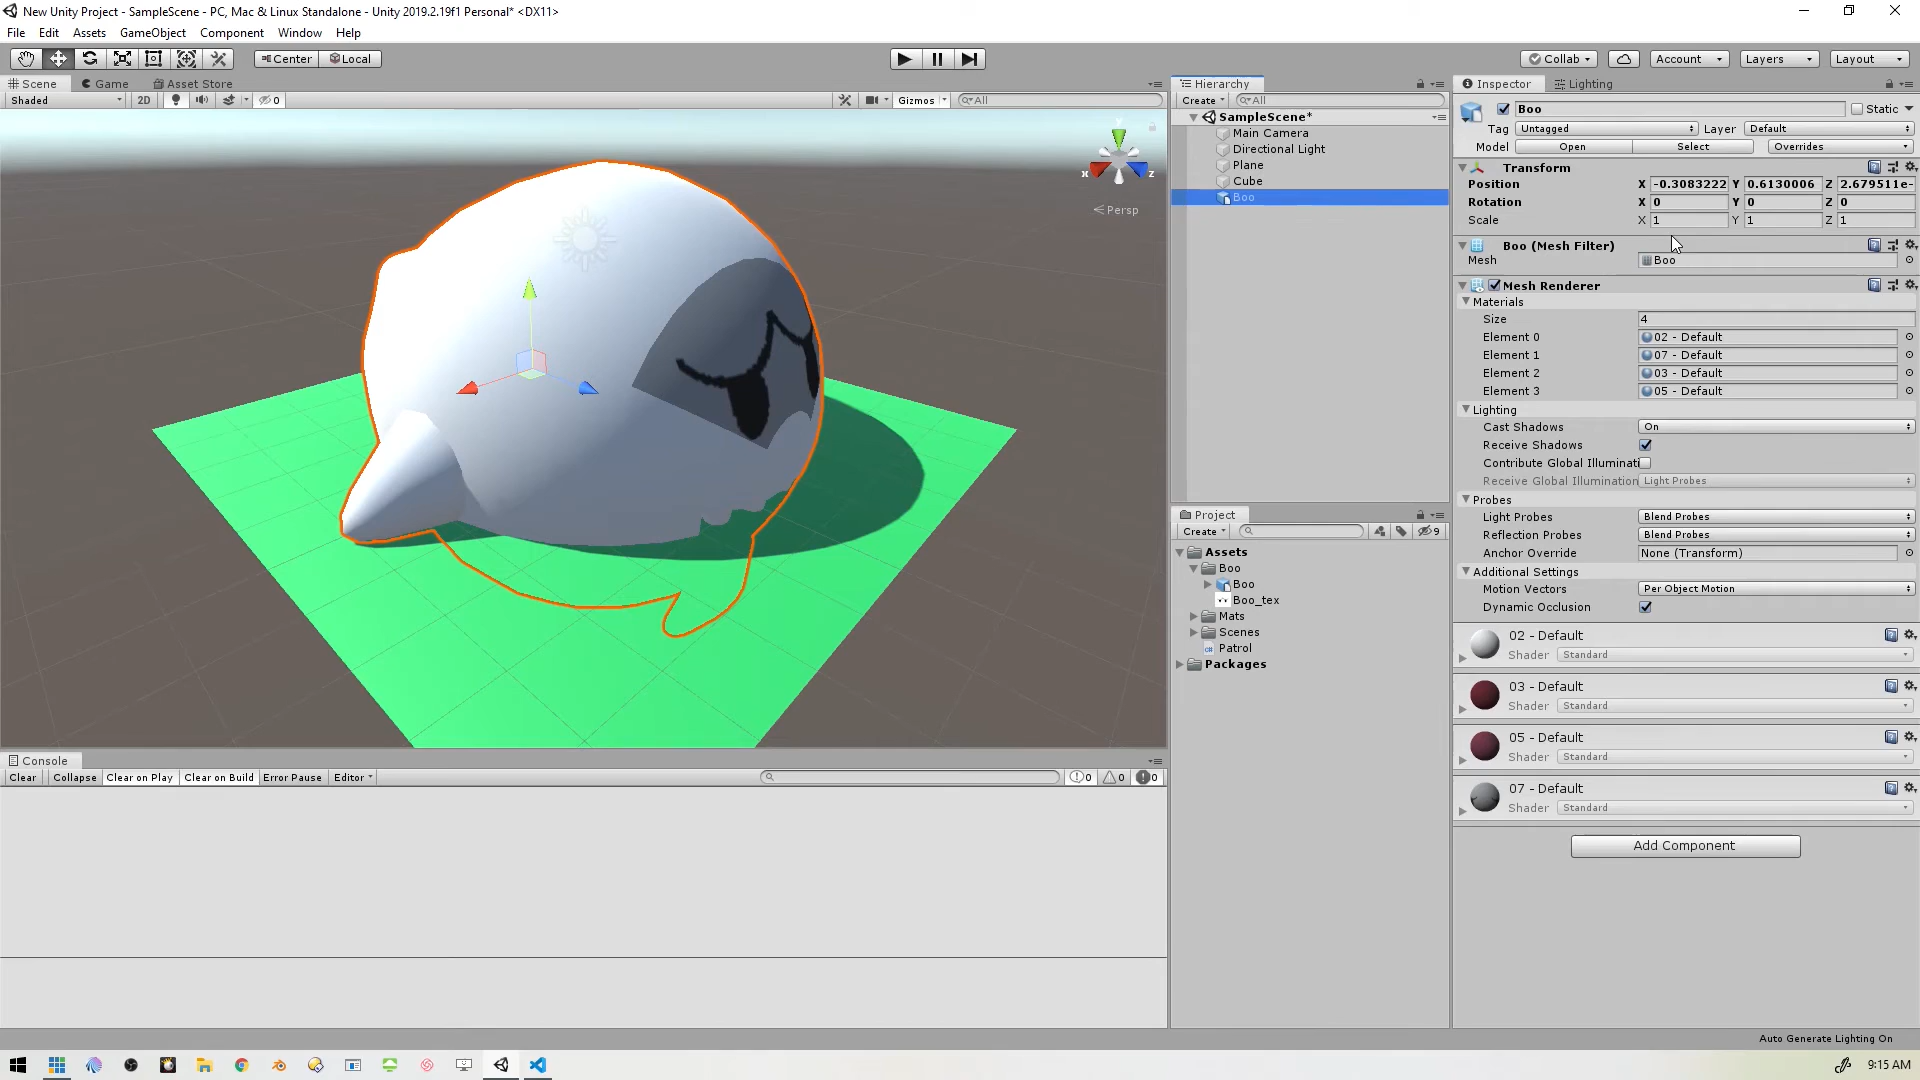 New Unity Project - SampleScene - PC, Mac & Linux Standalone - Unity 2019.2.19f1 Personal* <DX11>
File Edit Assets GameObject Component Window Help
Center Local
Collab Account Layers Layout
Scene Game Asset Store
Shaded 2D 0 Gizmos All
y
x z
Persp
Hierarchy
Create All
SampleScene*
Main Camera
Directional Light
Plane
Cube
Boo
Project
Create 9
Assets
Boo
Boo
Boo_tex
Mats
Scenes
Patrol
Packages
Inspector Lighting
Boo Static
Tag Untagged Layer Default
Model Open Select Overrides
Transform
Position X -0.3083222 Y 0.6130006 Z 2.679511e-
Rotation X 0 Y 0 Z 0
Scale X 1 Y 1 Z 1
Boo (Mesh Filter)
Mesh Boo
Mesh Renderer
Materials
Size 4
Element 0 02 - Default
Element 1 07 - Default
Element 2 03 - Default
Element 3 05 - Default
Lighting
Cast Shadows On
Receive Shadows
Contribute Global Illuminati
Receive Global Illumination Light Probes
Probes
Light Probes Blend Probes
Reflection Probes Blend Probes
Anchor Override None (Transform)
Additional Settings
Motion Vectors Per Object Motion
Dynamic Occlusion
02 - Default
Shader Standard
03 - Default
Shader Standard
05 - Default
Shader Standard
07 - Default
Shader Standard
Add Component
Console
Clear Collapse Clear on Play Clear on Build Error Pause Editor 0 0 0
Auto Generate Lighting On
9:15 AM